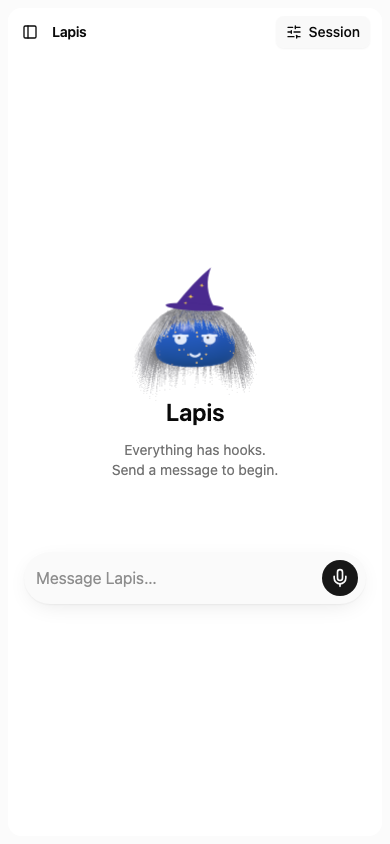 Lapis
Session
Lapis
Everything has hooks.
Send a message to begin.
Message Lapis...